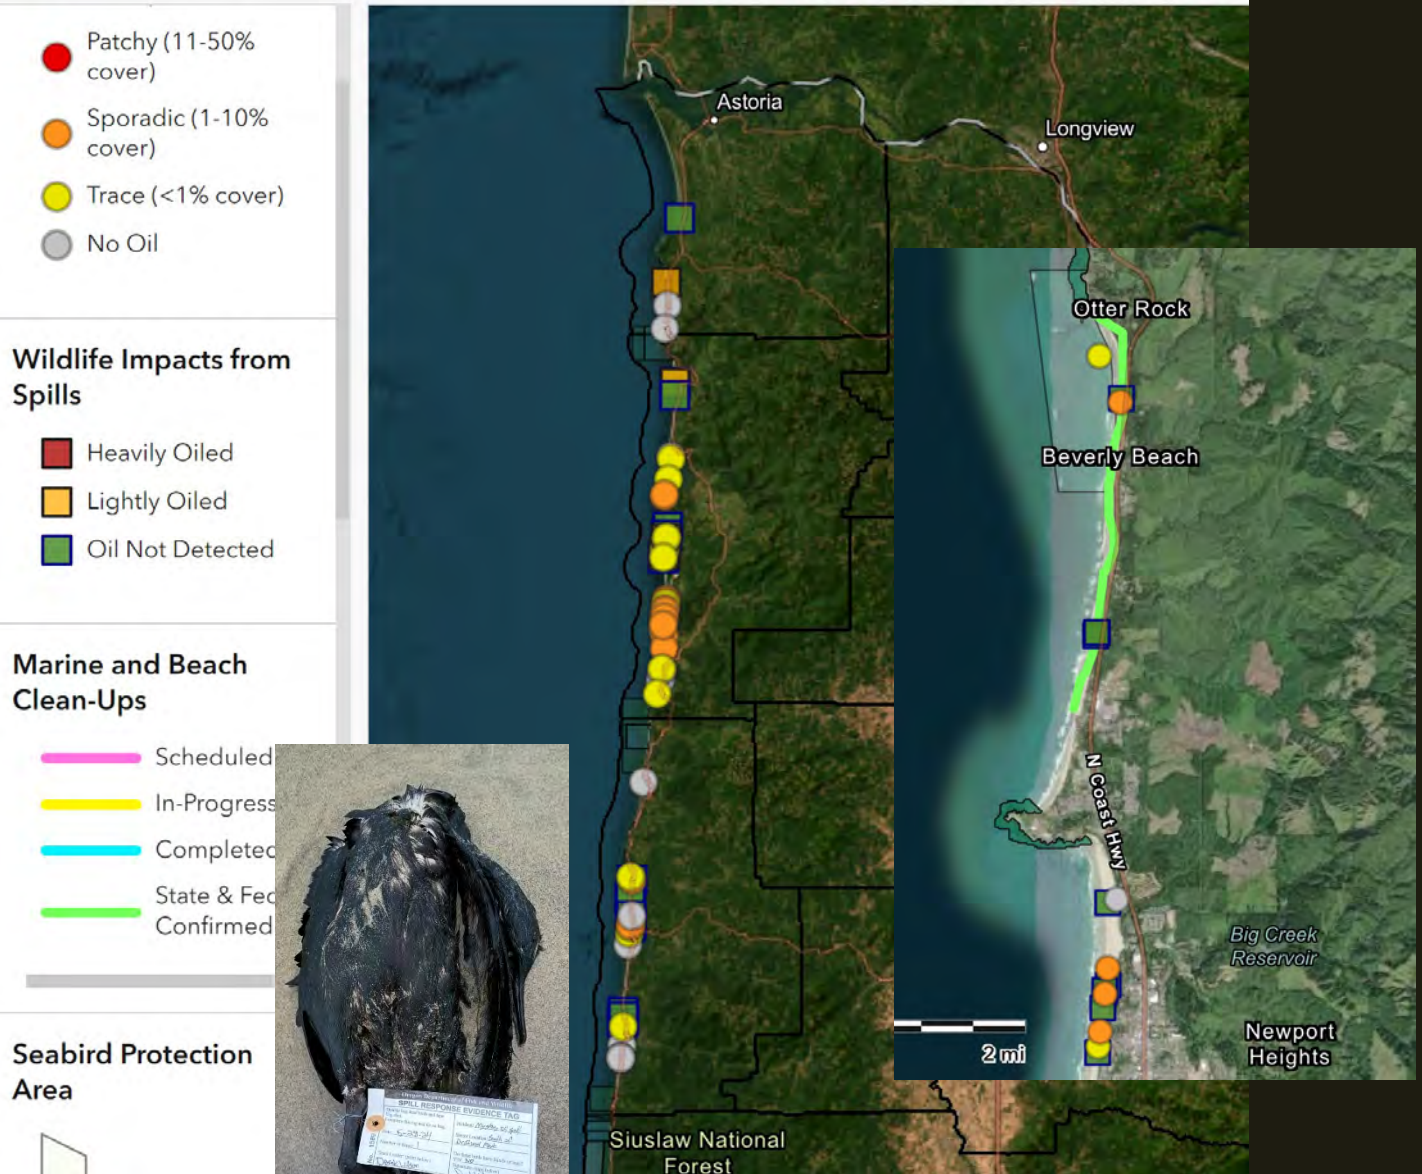 Patchy (11-50%
cover)
Sporadic (1-10%
cover)
Trace (<1% cover)
No Oil
Wildlife Impacts from
Spills
Heavily Oiled
Lightly Oiled
Oil Not Detected
Marine and Beach
Clean-Ups
Scheduled
In-Progress
Completed
State & Fed
Confirmed
Seabird Protection
Area
Astoria
Longview
Siuslaw National
Forest
Otter Rock
Beverly Beach
N Coast Hwy
Big Creek
Reservoir
Newport
Heights
2 mi
SPILL RESPONSE EVIDENCE TAG